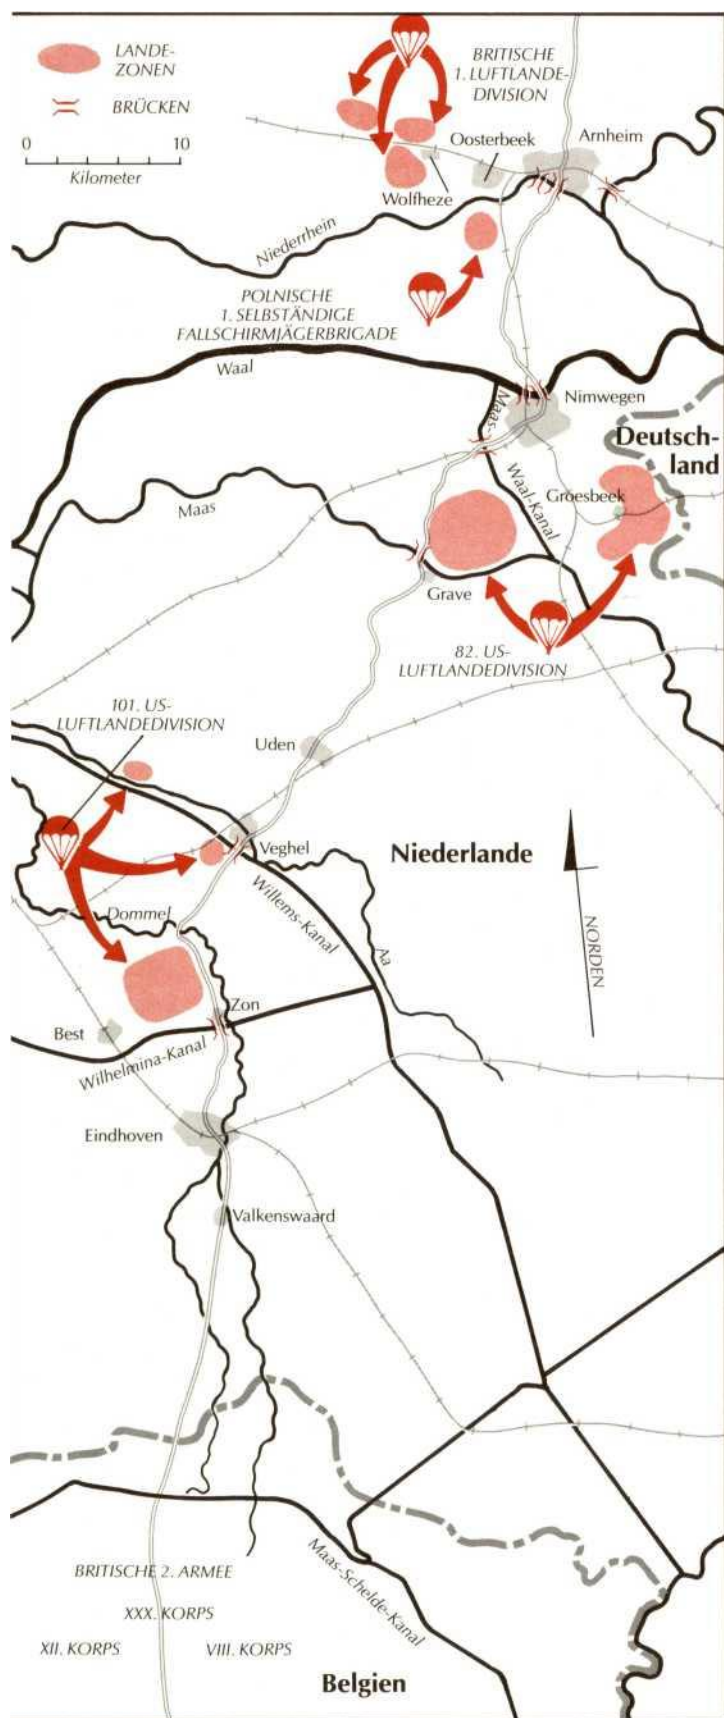 LANDE-
ZONEN
BRÜCKEN
0 10
Kilometer
BRITISCHE
1. LUFTLANDE-
DIVISION
Oosterbeek
Arnheim
Wolfheze
Niederrhein
POLNISCHE
1. SELBSTÄNDIGE
FALLSCHIRMJÄGERBRIGADE
Waal
Nimwegen
Maas-
Waal-Kanal
Deutsch-
land
Groesbeek
Maas
Grave
82. US-
LUFTLANDEDIVISION
101. US-
LUFTLANDEDIVISION
Uden
Veghel
Niederlande
Willems-Kanal
Dommel
Aa
NORDEN
Zon
Best
Wilhelmina-Kanal
Eindhoven
Valkenswaard
BRITISCHE 2. ARMEE
XXX. KORPS
XII. KORPS
VIII. KORPS
Maas-Schelde-Kanal
Belgien